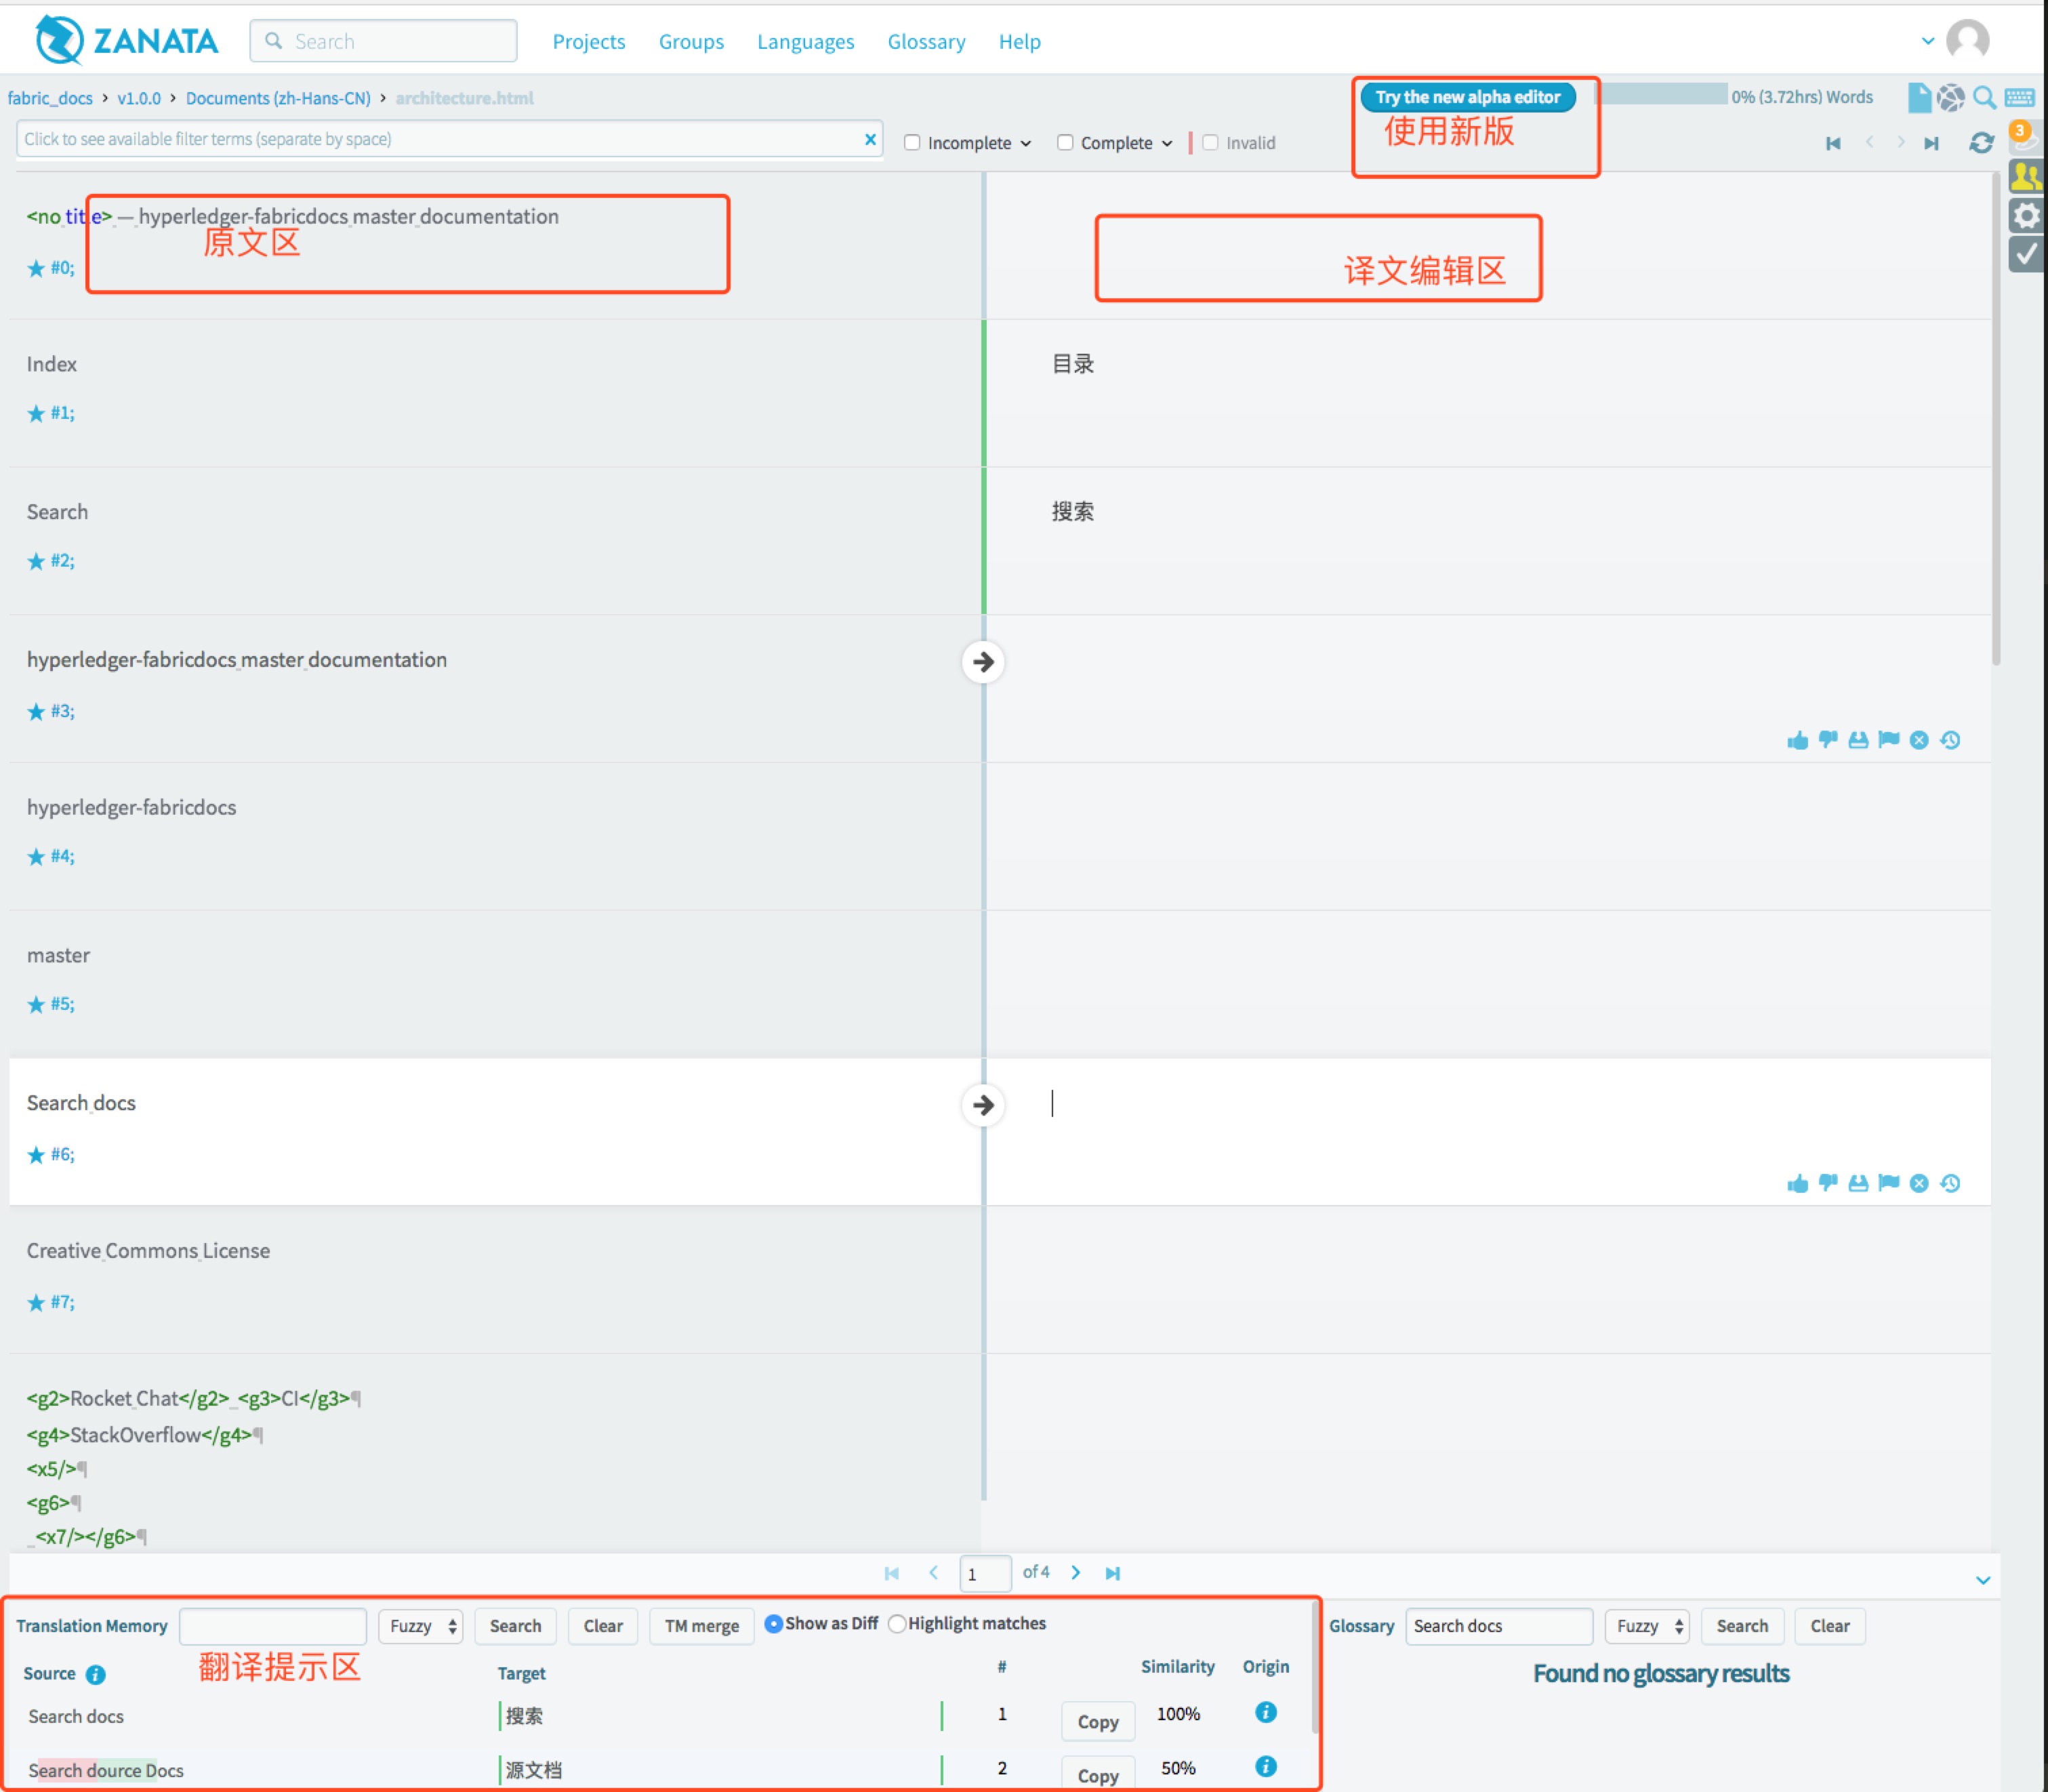 ZANATA
Search
Projects Groups Languages Glossary Help
fabric_docs › v1.0.0 › Documents (zh-Hans-CN) › architecture.html
Try the new alpha editor
0% (3.72hrs) Words
使用新版
Click to see available filter terms (separate by space)
Incomplete Complete Invalid
3
<no title> — hyperledger-fabricdocs master documentation
原文区
#0;
译文编辑区
Index
目录
#1;
Search
搜索
#2;
hyperledger-fabricdocs master documentation
#3;
hyperledger-fabricdocs
#4;
master
#5;
Search docs
#6;
Creative Commons License
#7;
<g2>Rocket Chat</g2> <g3>CI</g3>¶
<g4>StackOverflow</g4>¶
<x5/>¶
<g6>¶
<x7/></g6>¶
1 of 4
Translation Memory Fuzzy Search Clear TM merge Show as Diff Highlight matches
翻译提示区
Source Target # Similarity Origin
Search docs 搜索 1 Copy 100%
Search dource Docs 源文档 2 Copy 50%
Glossary Search docs Fuzzy Search Clear
Found no glossary results